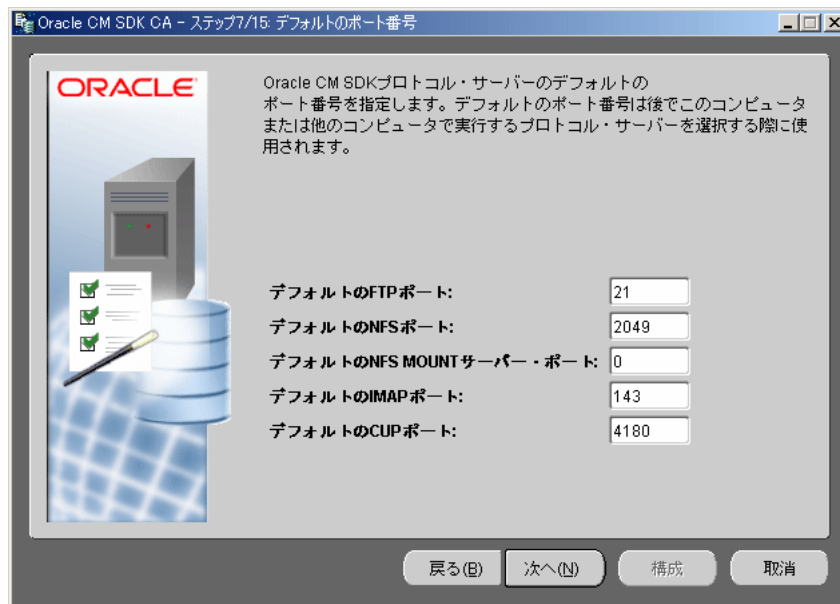 Oracle CM SDK CA - ステップ7/15: デフォルトのポート番号
ORACLE
Oracle CM SDKプロトコル・サーバーのデフォルトの
ポート番号を指定します。デフォルトのポート番号は後でこのコンピュータ
または他のコンピュータで実行するプロトコル・サーバーを選択する際に使
用されます。
デフォルトのFTPポート: 21
デフォルトのNFSポート: 2049
デフォルトのNFS MOUNTサーバー・ポート: 0
デフォルトのIMAPポート: 143
デフォルトのCUPポート: 4180
戻る(B) 次へ(N) 構成 取消